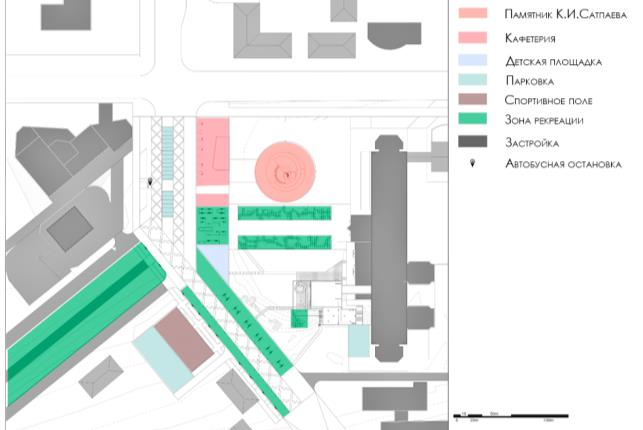 Памятник К.И.Сатпаева
Кафетерия
Детская площадка
Парковка
Спортивное поле
Зона рекреации
Застройка
Автобусная остановка